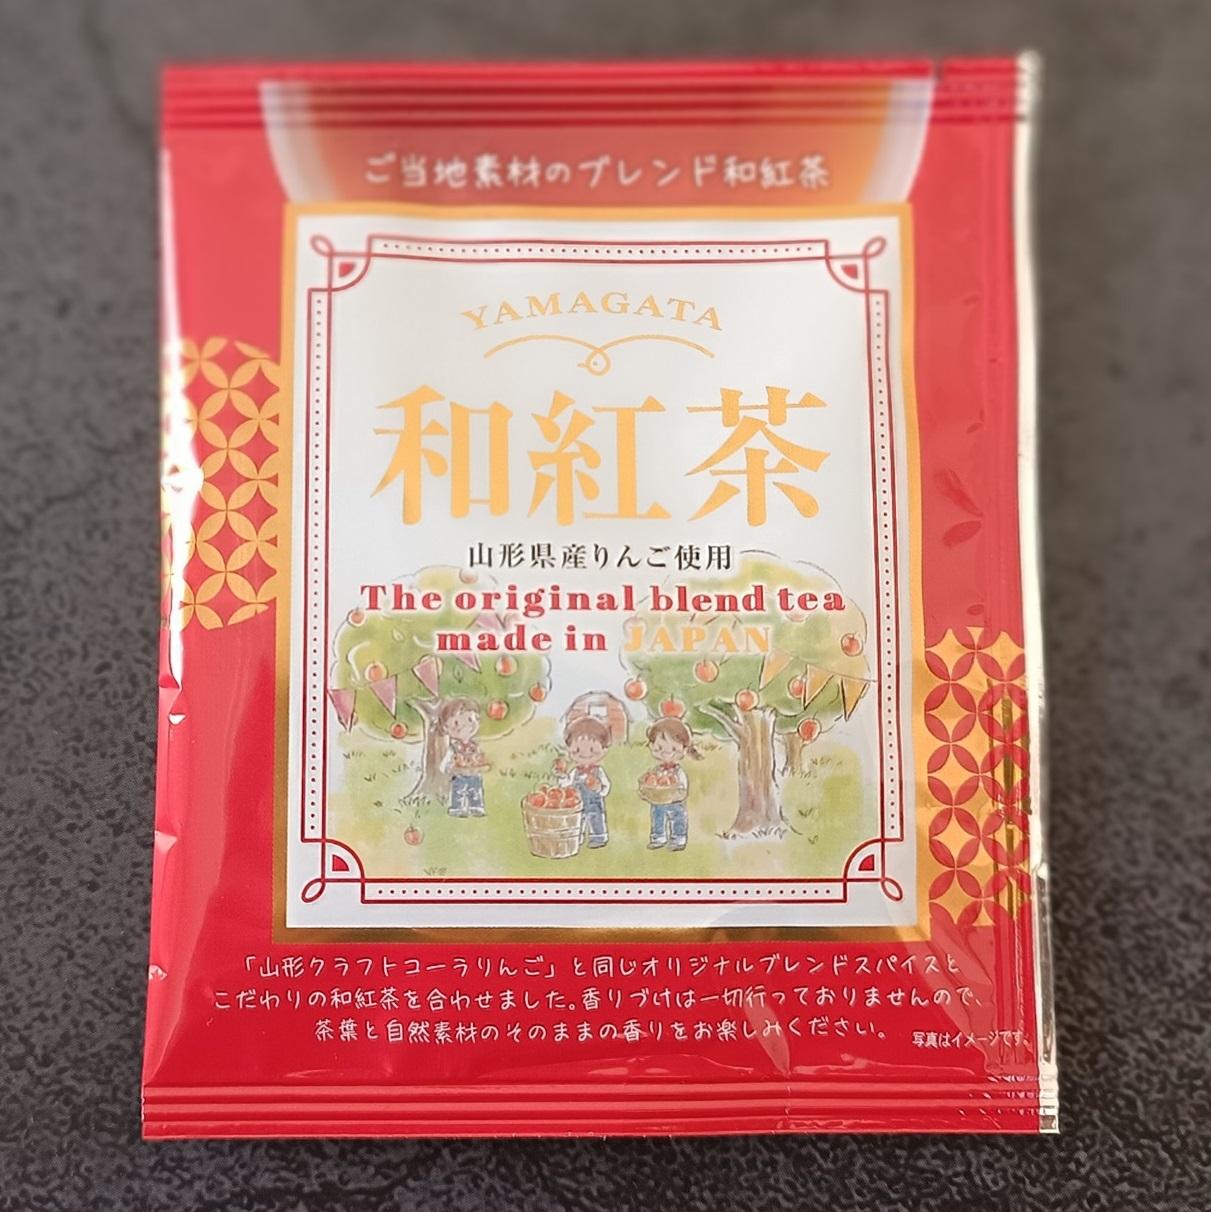 ご当地素材のブレンド和紅茶
YAMAGATA
和紅茶
山形県産りんご使用
The original blend tea
made in JAPAN
「山形クラフトコーラりんご」と同じオリジナルブレンドスパイスと
こだわりの和紅茶を合わせました。香りづけは一切行っておりませんので、
茶葉と自然素材のそのままの香りをお楽しみください。
写真はイメージです。